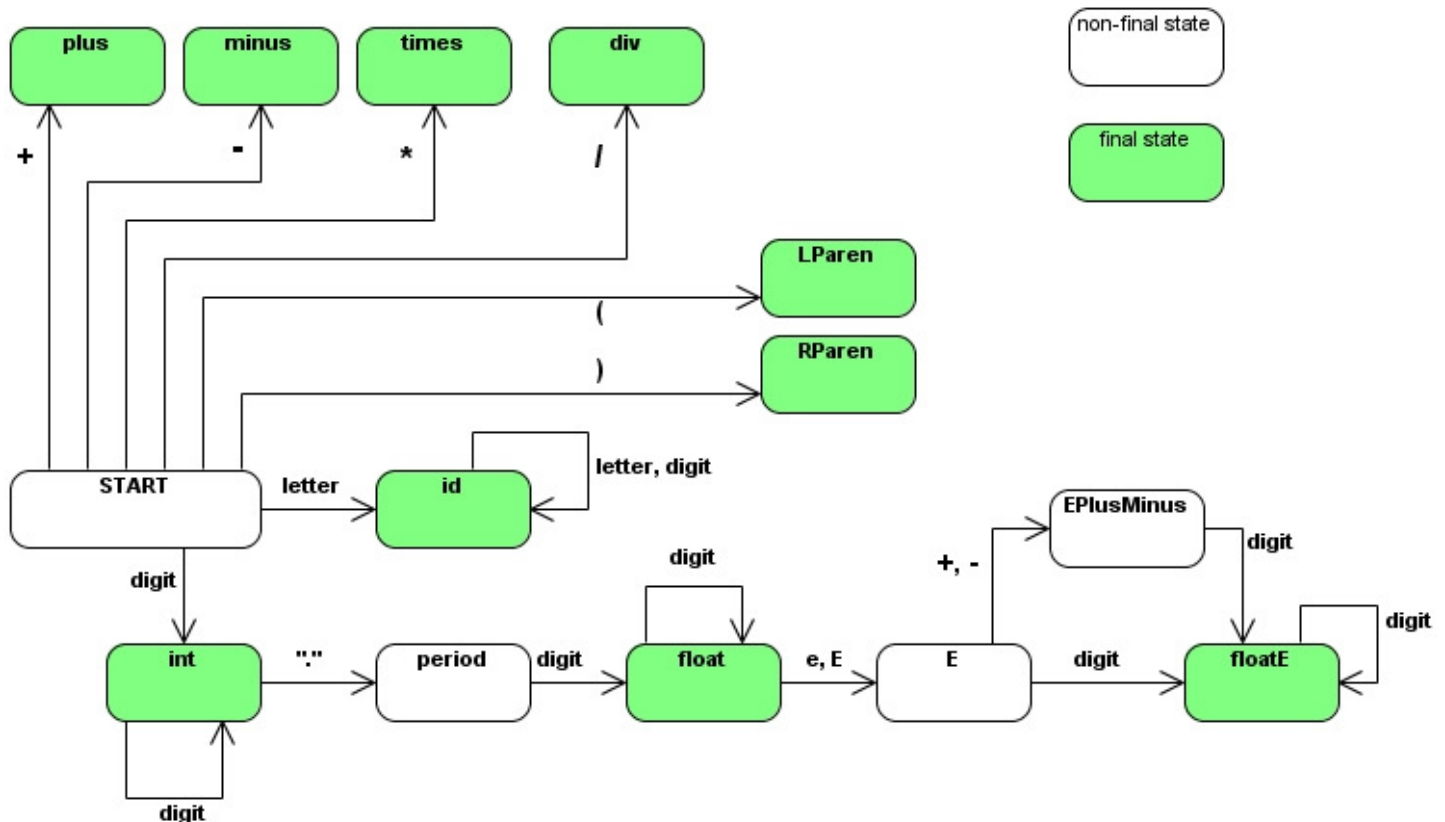 non-final state
plus
minus
times
div
final state
+
-
*
/
LParen
(
RParen
)
START
letter
id
letter, digit
EPlusMinus
digit
+, -
digit
digit
digit
int
"."
period
digit
float
e, E
E
digit
floatE
digit